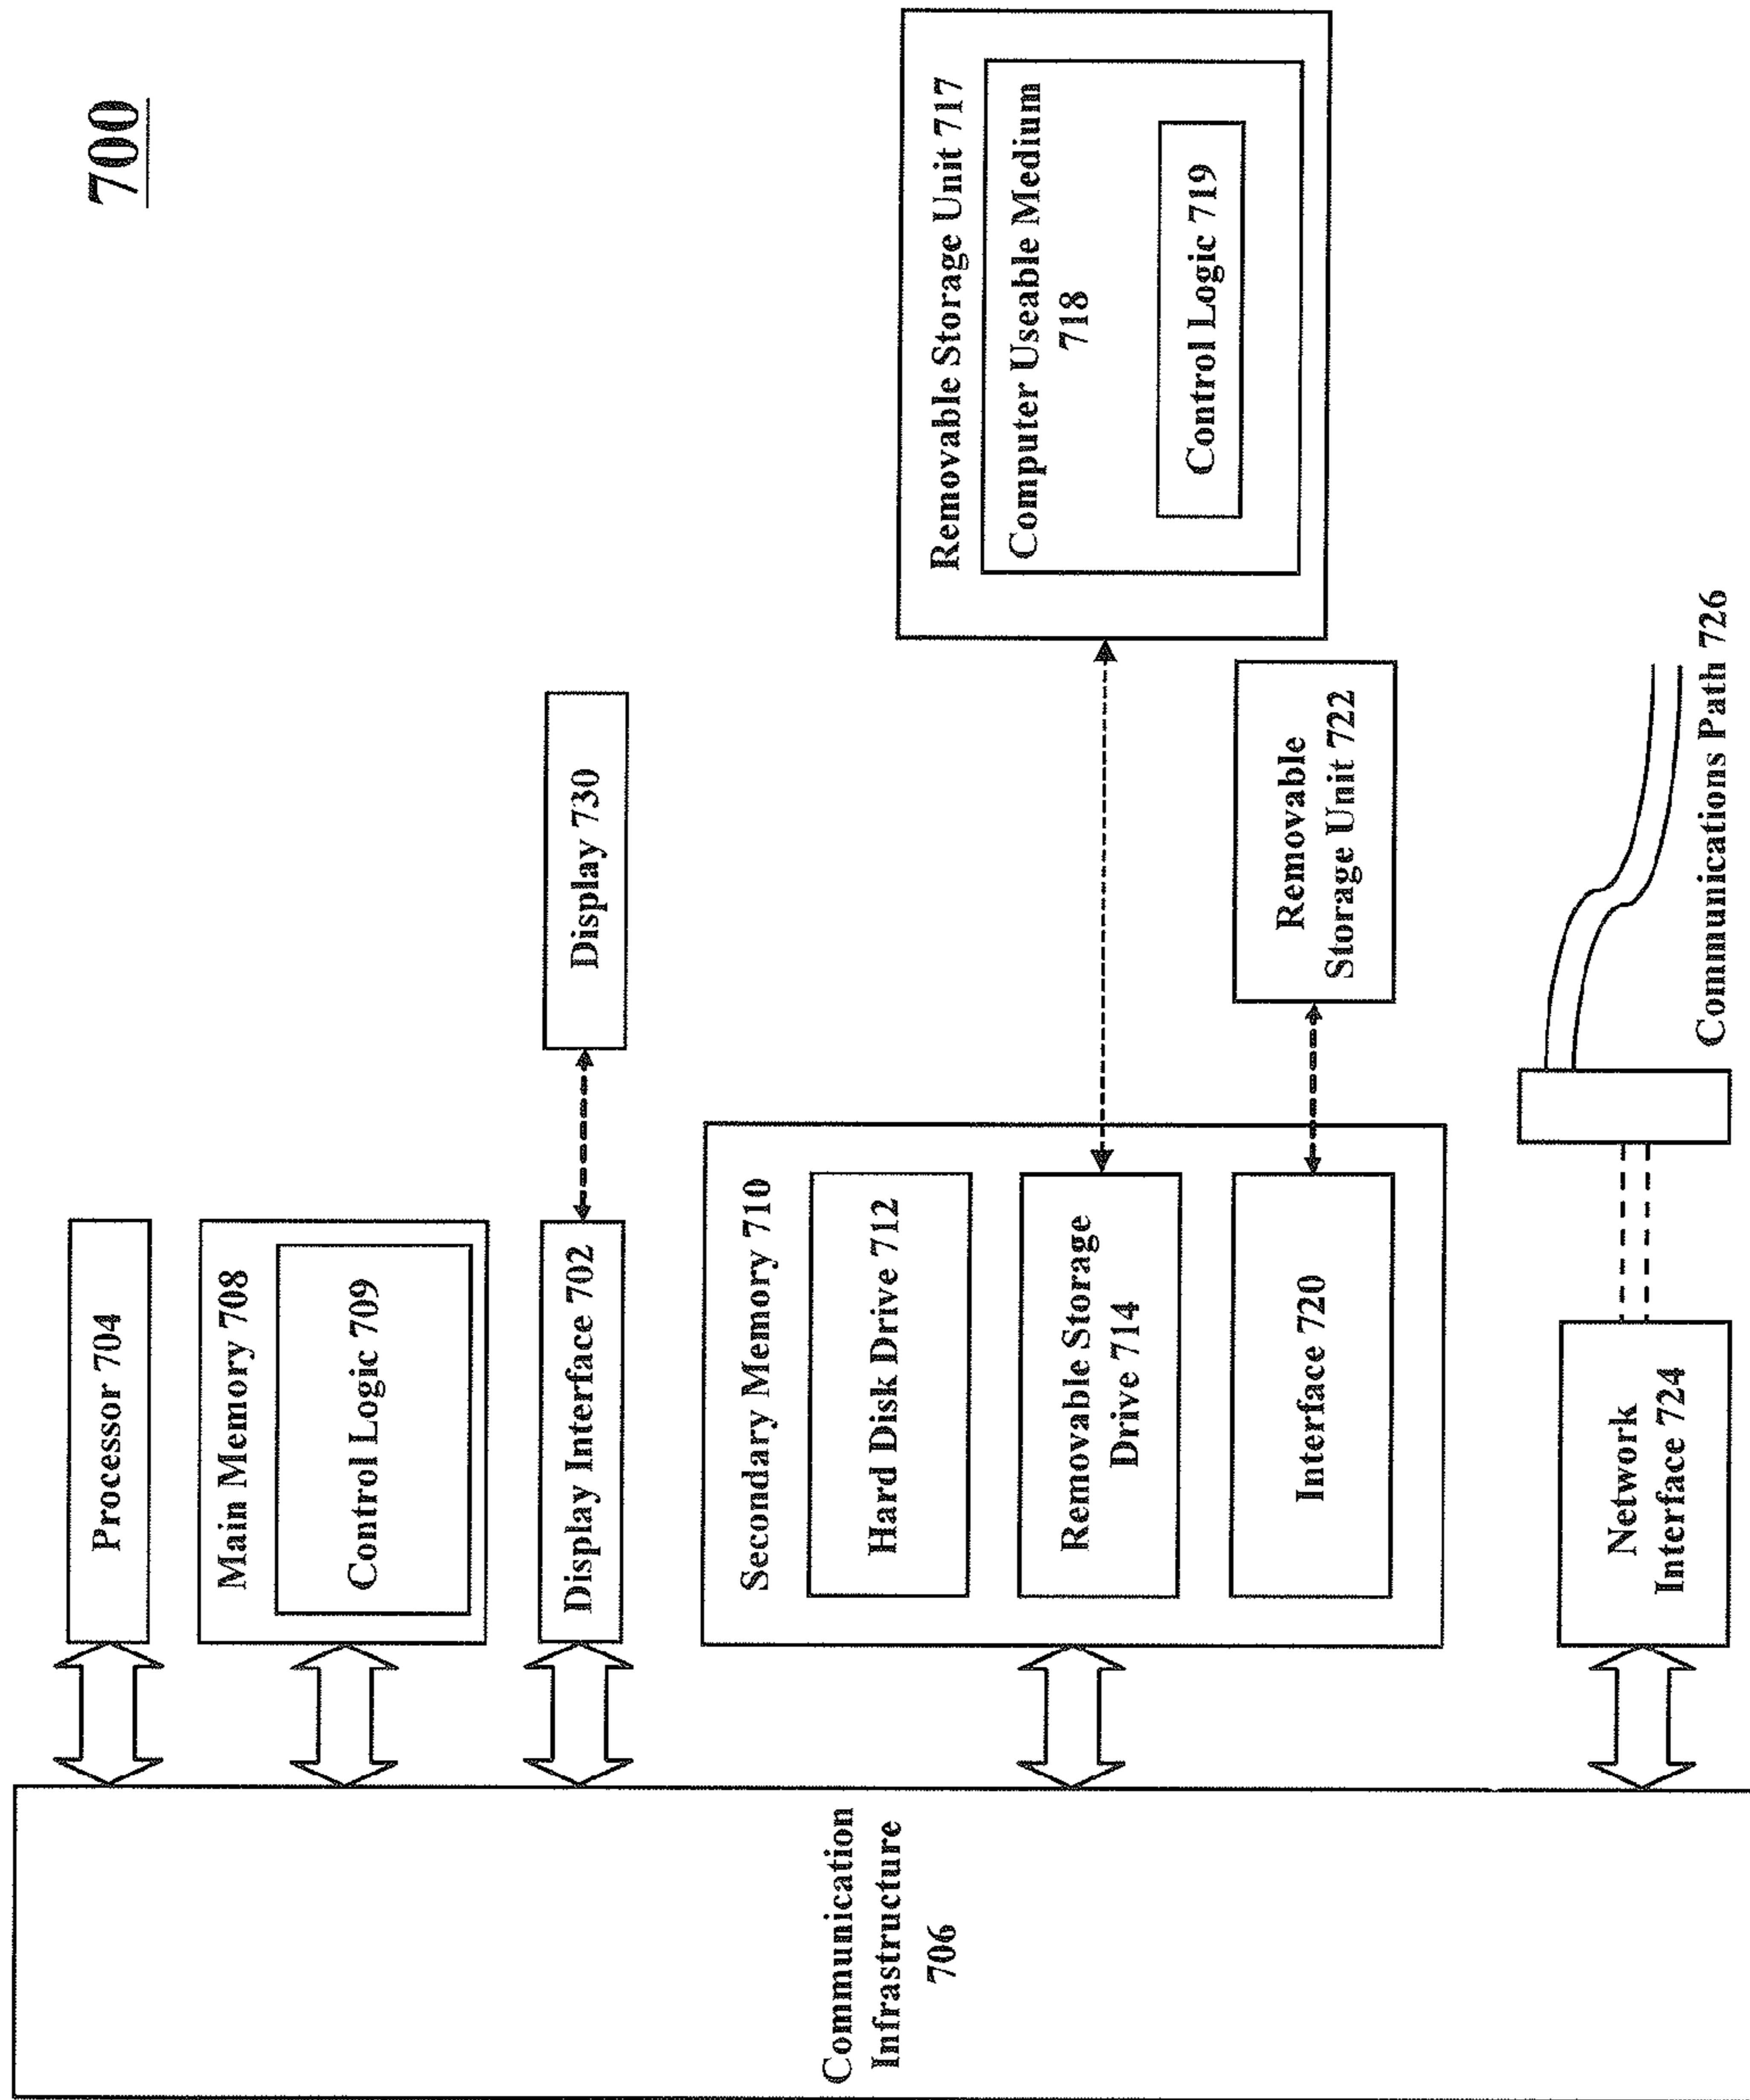 700
Communication
Infrastructure
706
Processor 704
Main Memory 708
Control Logic 709
Display Interface 702
Display 730
Secondary Memory 710
Hard Disk Drive 712
Removable Storage
Drive 714
Interface 720
Removable Storage Unit 717
Computer Useable Medium
718
Control Logic 719
Removable
Storage Unit 722
Network
Interface 724
Communications Path 726